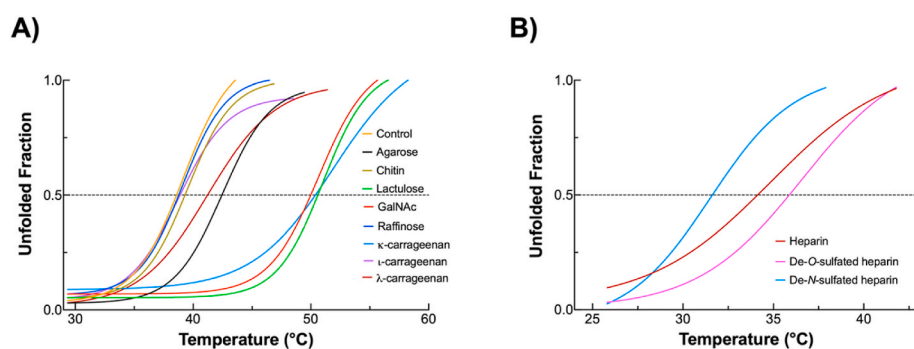 A)
1.0
0.5
0.0
Unfolded Fraction
30
40
50
60
Temperature (°C)
Control
Agarose
Chitin
Lactulose
GalNAc
Raffinose
κ-carrageenan
ι-carrageenan
λ-carrageenan
B)
1.0
0.5
0.0
Unfolded Fraction
25
30
35
40
Temperature (°C)
Heparin
De-O-sulfated heparin
De-N-sulfated heparin